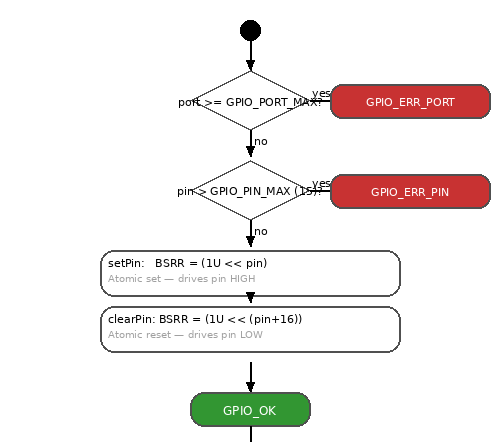 port >= GPIO_PORT_MAX?
yes
GPIO_ERR_PORT
no
pin > GPIO_PIN_MAX (15)?
yes
GPIO_ERR_PIN
no
setPin:   BSRR = (1U << pin)
Atomic set — drives pin HIGH
clearPin: BSRR = (1U << (pin+16))
Atomic reset — drives pin LOW
GPIO_OK